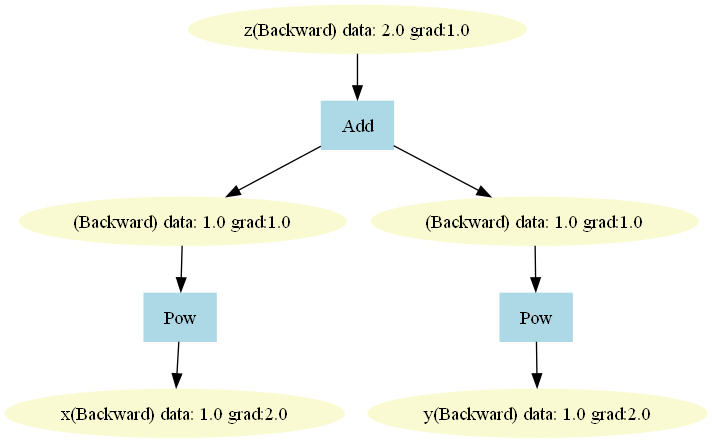 z(Backward) data: 2.0 grad:1.0
Add
(Backward) data: 1.0 grad:1.0
(Backward) data: 1.0 grad:1.0
Pow
Pow
x(Backward) data: 1.0 grad:2.0
y(Backward) data: 1.0 grad:2.0